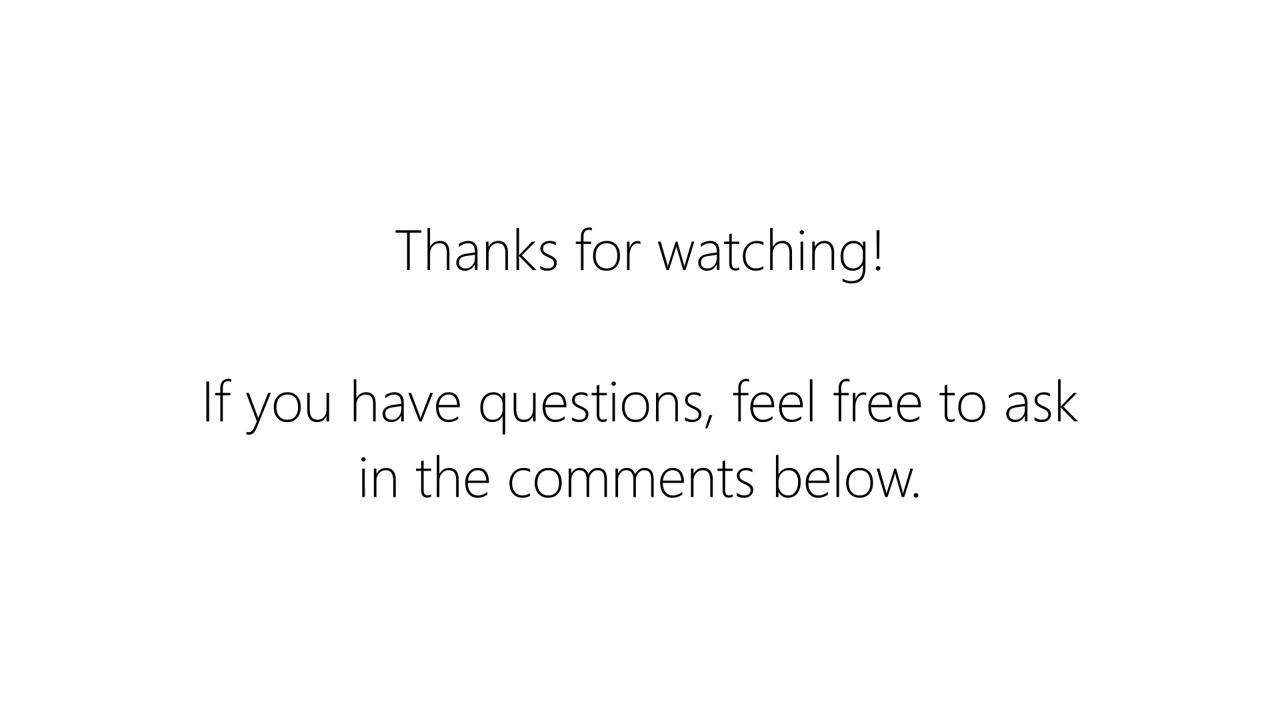 Thanks for watching!
If you have questions, feel free to ask
in the comments below.